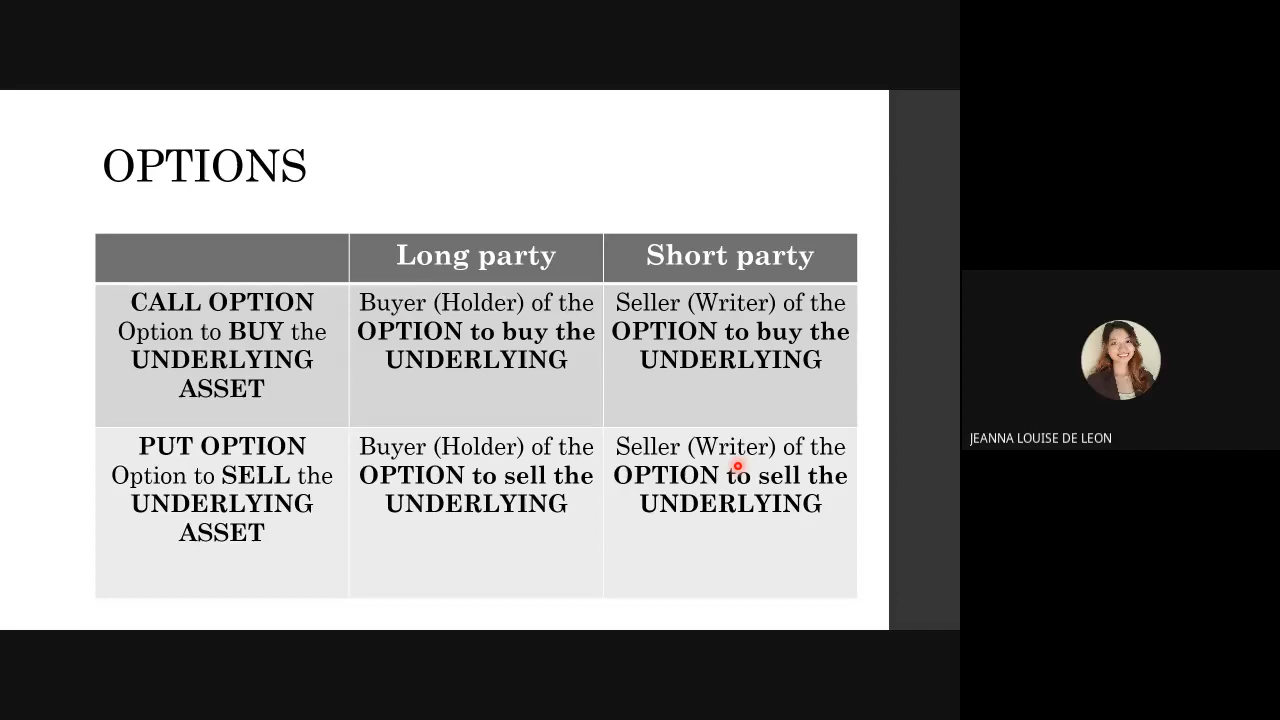 OPTIONS
Long party
Short party
CALL OPTION
Option to BUY the
UNDERLYING
ASSET
Buyer (Holder) of the
OPTION to buy the
UNDERLYING
Seller (Writer) of the
OPTION to buy the
UNDERLYING
PUT OPTION
Option to SELL the
UNDERLYING
ASSET
Buyer (Holder) of the
OPTION to sell the
UNDERLYING
Seller (Writer) of the
OPTION to sell the
UNDERLYING
JEANNA LOUISE DE LEON